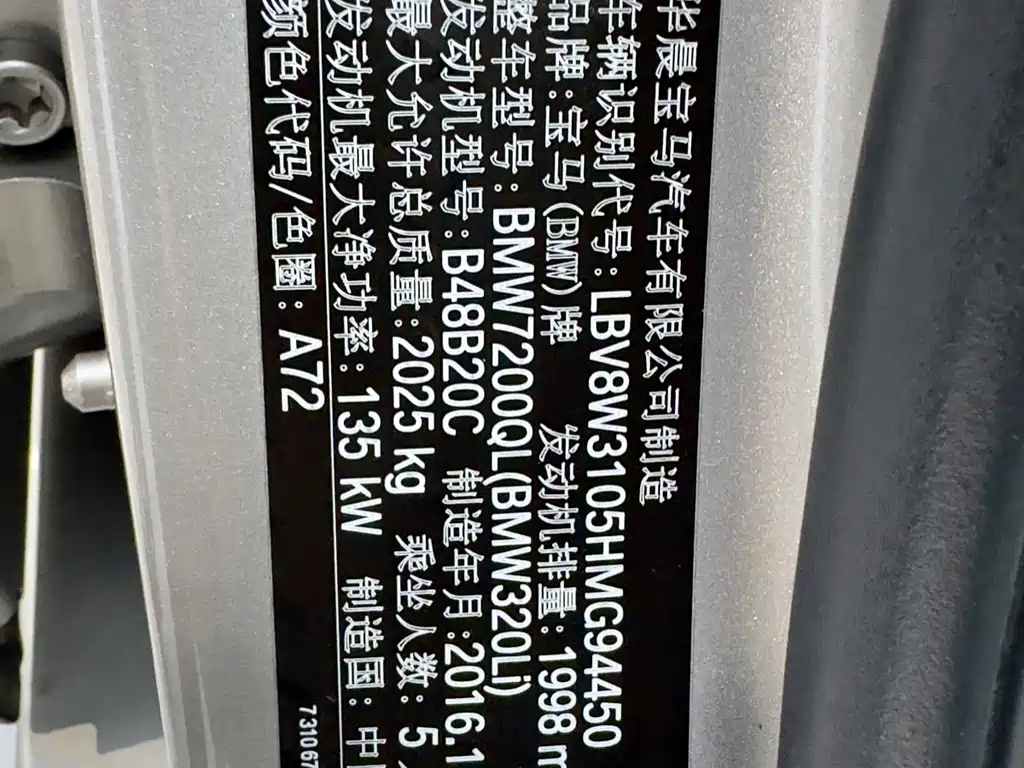 华晨宝马汽车有限公司制造
车辆识别代号: LBV8W3105HMG94450
品牌: 宝马(BMW)牌 发动机排量: 1998 m
整车型号: BMW7200QL(BMW320Li)
发动机型号: B48B20C 制造年月: 2016.1
最大允许总质量: 2025 kg 乘坐人数: 5
发动机最大净功率: 135 kW 制造国: 中
颜色代码/色圈: A72
731067